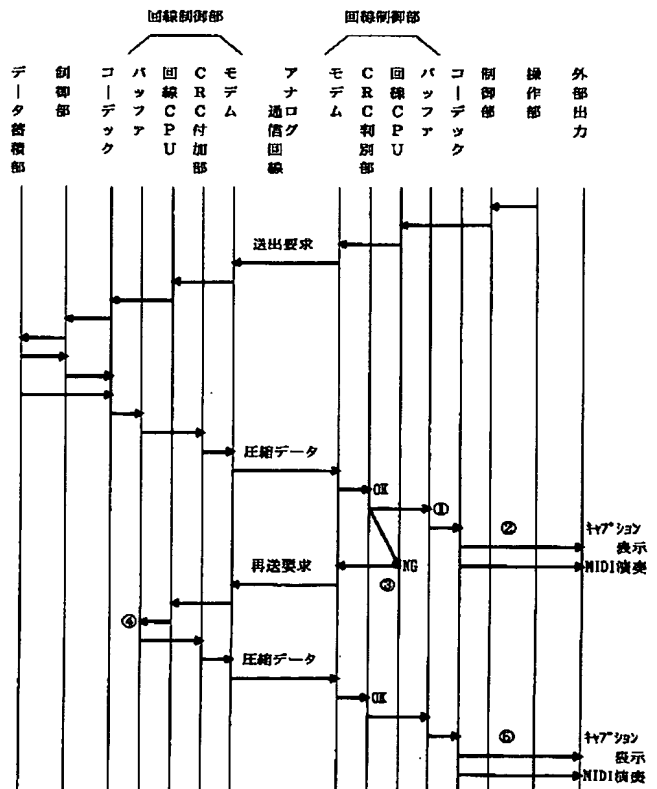 回線制御部
回線制御部
データ蓄積部
制御部
コーデック
バッファ
回線CPU
CRC付加部
モデム
アナログ
通信回線
モデム
CRC判別部
回線CPU
バッファ
コーデック
制御部
操作部
外部出力
送出要求
圧縮データ
OK
①
②
ｷｬﾌﾟｼｮﾝ
表示
再送要求
NG
MIDI演奏
③
④
圧縮データ
OK
⑤
ｷｬﾌﾟｼｮﾝ
表示
MIDI演奏